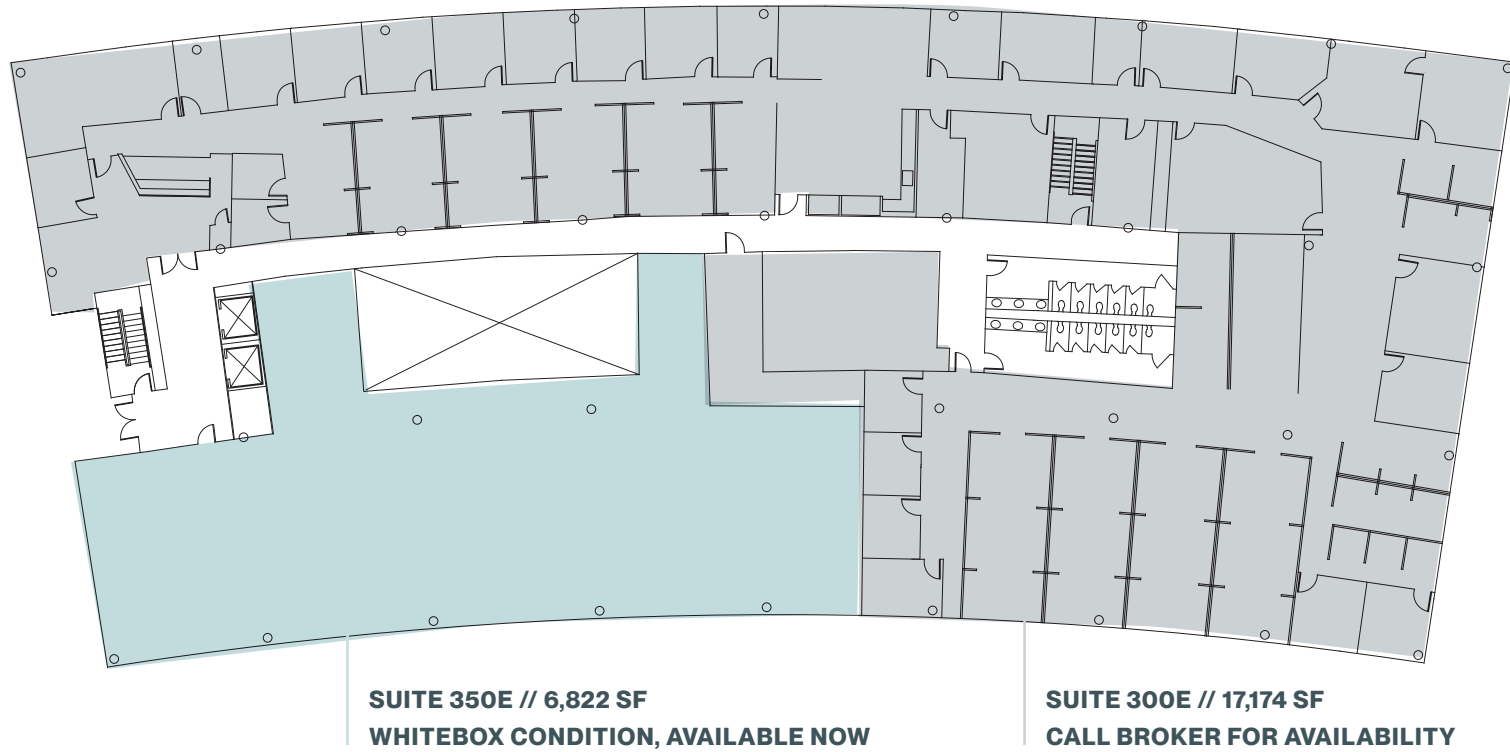 SUITE 350E // 6,822 SF
WHITEBOX CONDITION, AVAILABLE NOW
SUITE 300E // 17,174 SF
CALL BROKER FOR AVAILABILITY